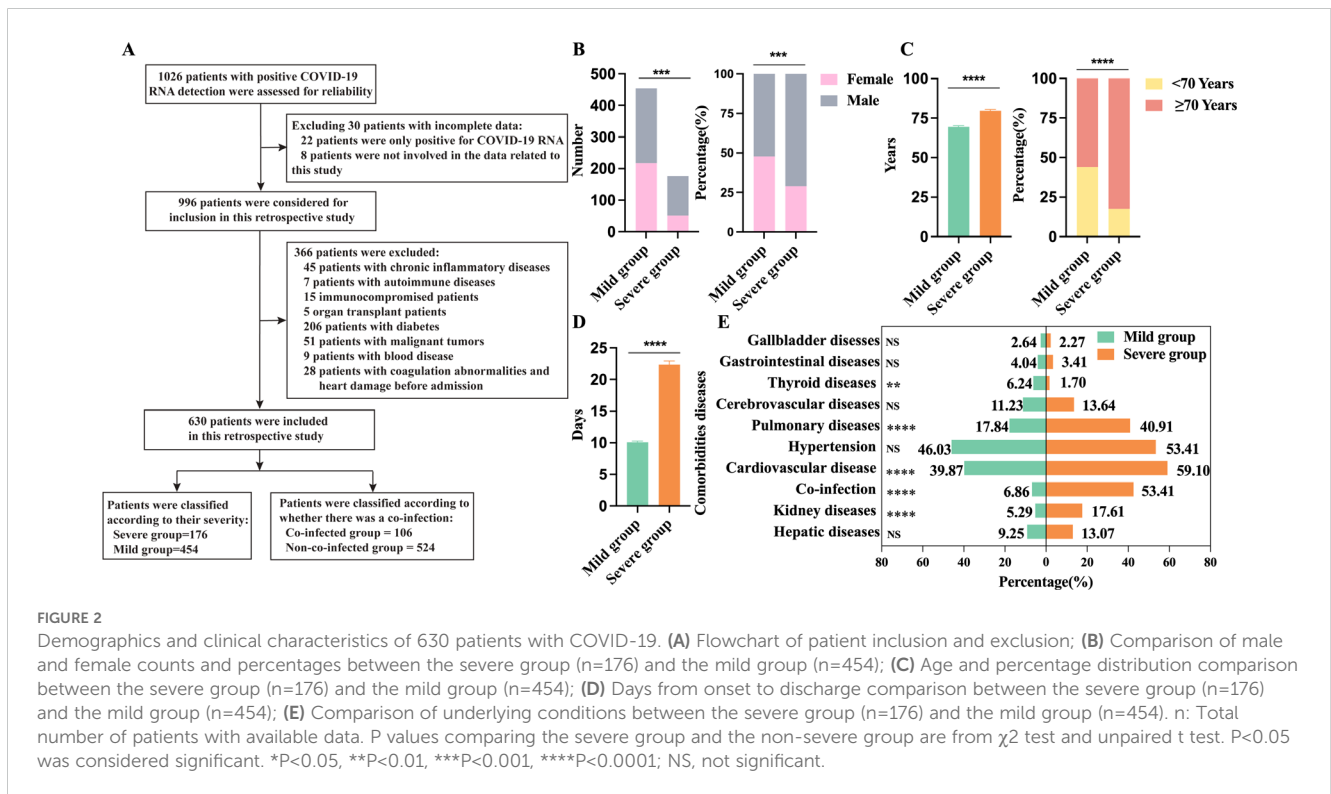 A
1026 patients with positive COVID-19
RNA detection were assessed for reliability
Excluding 30 patients with incomplete data:
22 patients were only positive for COVID-19 RNA
8 patients were not involved in the data related to
this study
996 patients were considered for
inclusion in this retrospective study
366 patients were excluded:
45 patients with chronic inflammatory diseases
7 patients with autoimmune diseases
15 immunocompromised patients
5 organ transplant patients
206 patients with diabetes
51 patients with malignant tumors
9 patients with blood disease
28 patients with coagulation abnormalities and
heart damage before admission
630 patients were included
in this retrospective study
Patients were classified
according to their severity:
Severe group=176
Mild group=454
Patients were classified according to
whether there was a co-infection:
Co-infected group = 106
Non-co-infected group = 524
B
Number
500
400
300
200
100
0
***
Mild group
Severe group
Percentage(%)
100
75
50
25
0
***
Mild group
Severe group
Female
Male
C
Years
100
75
50
25
0
****
Mild group
Severe group
Percentage(%)
100
75
50
25
0
****
Mild group
Severe group
<70 Years
≥70 Years
D
Days
25
20
15
10
5
0
****
Mild group
Severe group
E
Comorbidities diseases
Mild group
Severe group
Gallbladder disesses NS 2.64 2.27
Gastrointestinal diseases NS 4.04 3.41
Thyroid diseases ** 6.24 1.70
Cerebrovascular diseases NS 11.23 13.64
Pulmonary diseases **** 17.84 40.91
Hypertension NS 46.03 53.41
Cardiovascular disease **** 39.87 59.10
Co-infection **** 6.86 53.41
Kidney diseases **** 5.29 17.61
Hepatic diseases NS 9.25 13.07
80 60 40 20 0 20 40 60 80
Percentage(%)
FIGURE 2
Demographics and clinical characteristics of 630 patients with COVID-19. (A) Flowchart of patient inclusion and exclusion; (B) Comparison of male
and female counts and percentages between the severe group (n=176) and the mild group (n=454); (C) Age and percentage distribution comparison
between the severe group (n=176) and the mild group (n=454); (D) Days from onset to discharge comparison between the severe group (n=176)
and the mild group (n=454); (E) Comparison of underlying conditions between the severe group (n=176) and the mild group (n=454). n: Total
number of patients with available data. P values comparing the severe group and the non-severe group are from χ2 test and unpaired t test. P<0.05
was considered significant. *P<0.05, **P<0.01, ***P<0.001, ****P<0.0001; NS, not significant.